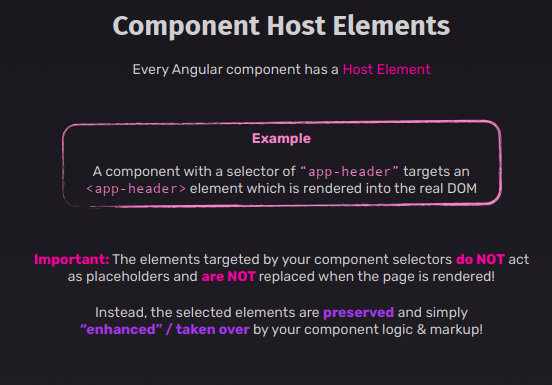 Component Host Elements
Every Angular component has a Host Element
Example
A component with a selector of “app-header” targets an
<app-header> element which is rendered into the real DOM
Important: The elements targeted by your component selectors do NOT act
as placeholders and are NOT replaced when the page is rendered!
Instead, the selected elements are preserved and simply
“enhanced” / taken over by your component logic & markup!